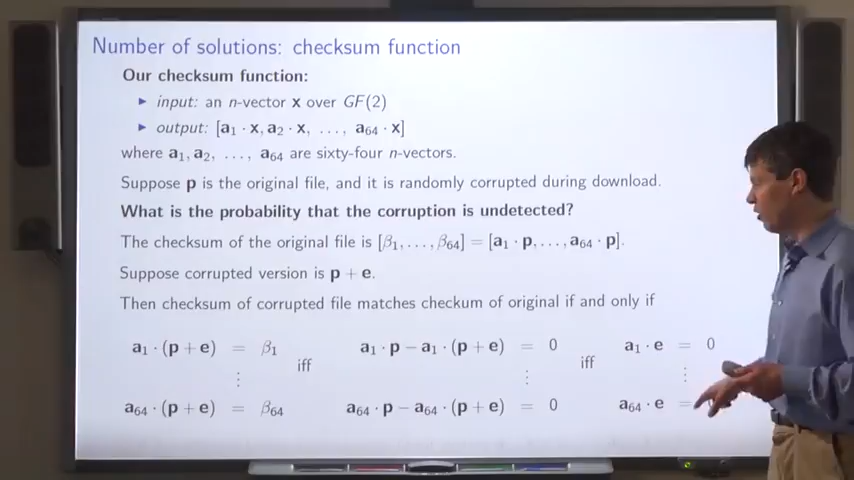 Number of solutions: checksum function
Our checksum function:
▶ input: an n-vector x over GF(2)
▶ output: [a₁ · x, a₂ · x, . . . , a₆₄ · x]
where a₁, a₂, . . . , a₆₄ are sixty-four n-vectors.
Suppose p is the original file, and it is randomly corrupted during download.
What is the probability that the corruption is undetected?
The checksum of the original file is [β₁, . . . , β₆₄] = [a₁ · p, . . . , a₆₄ · p].
Suppose corrupted version is p + e.
Then checksum of corrupted file matches checkum of original if and only if
a₁ · (p + e) = β₁ iff a₁ · p − a₁ · (p + e) = 0 iff a₁ · e = 0
⋮ ⋮ ⋮
a₆₄ · (p + e) = β₆₄ a₆₄ · p − a₆₄ · (p + e) = 0 a₆₄ · e =